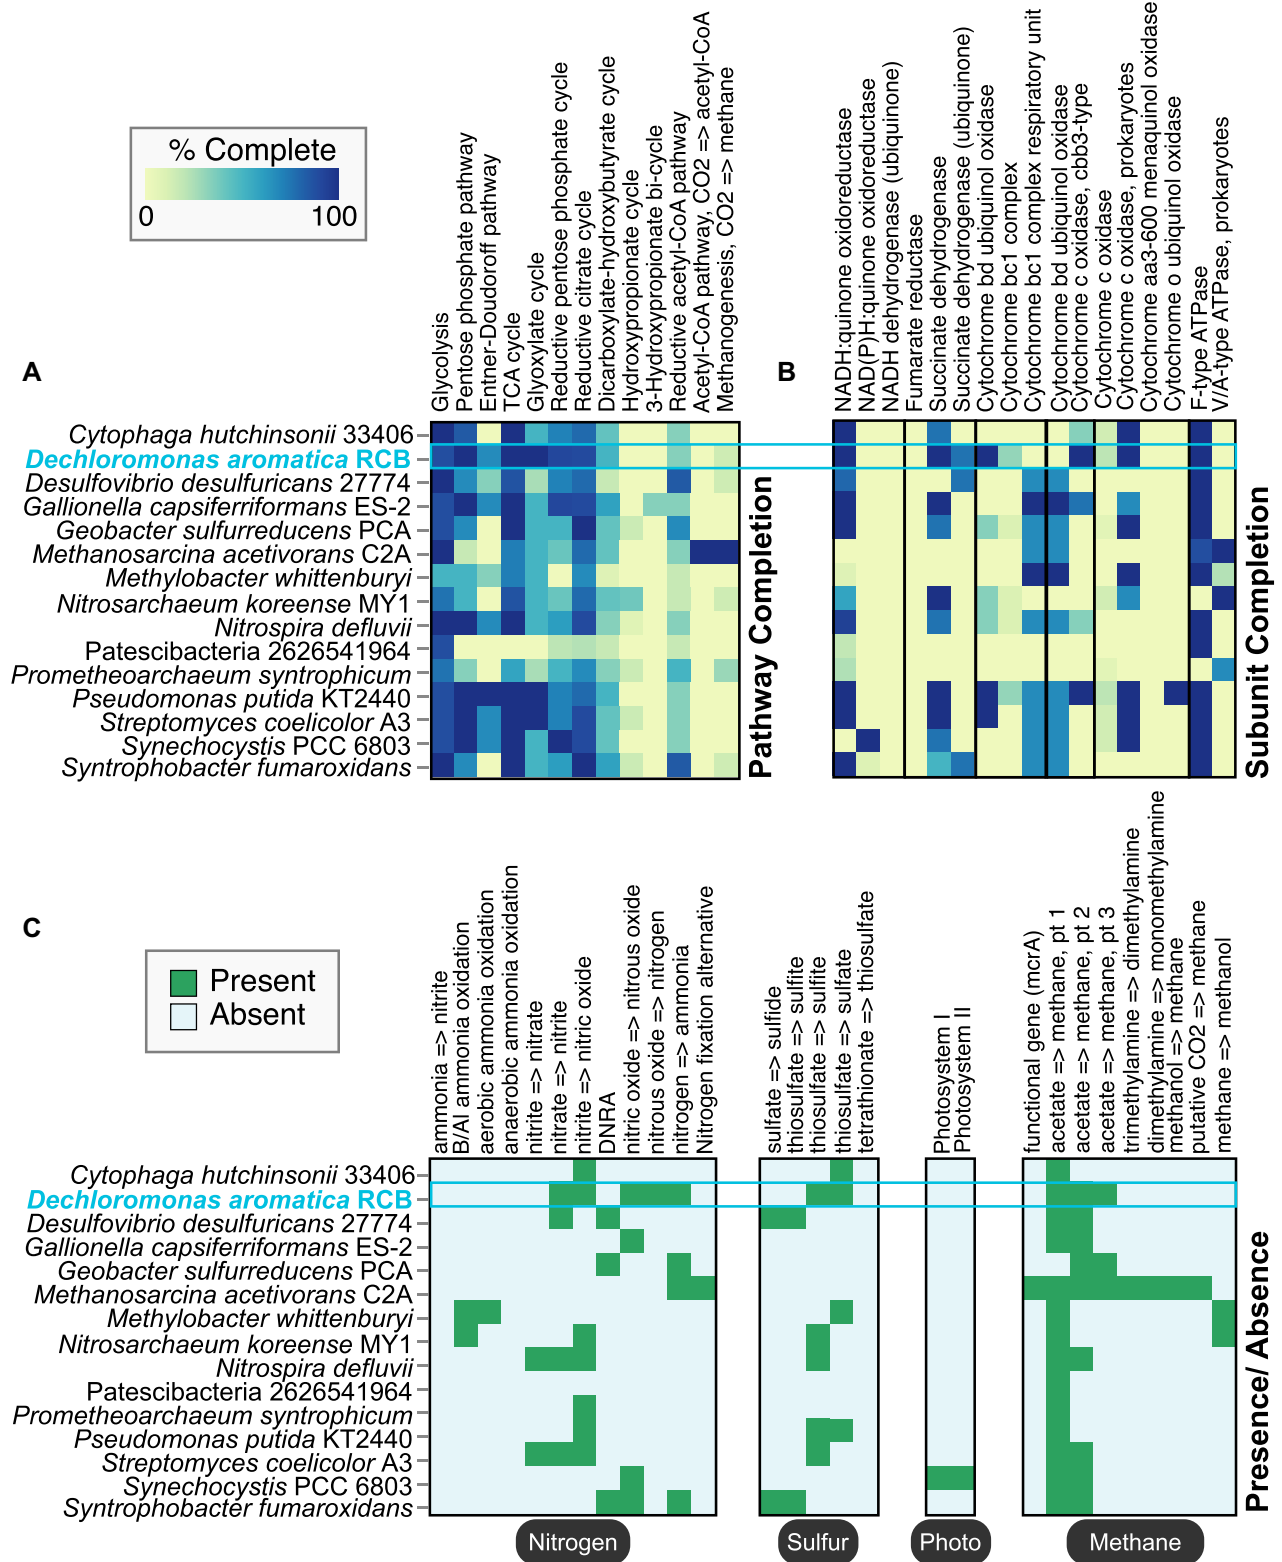 % Complete
0 100
A
Glycolysis
Pentose phosphate pathway
Entner-Doudoroff pathway
TCA cycle
Glyoxylate cycle
Reductive pentose phosphate cycle
Reductive citrate cycle
Dicarboxylate-hydroxybutyrate cycle
Hydroxypropionate cycle
3-Hydroxypropionate bi-cycle
Reductive acetyl-CoA pathway
Acetyl-CoA pathway, CO2 => acetyl-CoA
Methanogenesis, CO2 => methane
B
NADH:quinone oxidoreductase
NAD(P)H:quinone oxidoreductase
NADH dehydrogenase (ubiquinone)
Fumarate reductase
Succinate dehydrogenase
Succinate dehydrogenase (ubiquinone)
Cytochrome bd ubiquinol oxidase
Cytochrome bc1 complex
Cytochrome bc1 complex respiratory unit
Cytochrome bd ubiquinol oxidase
Cytochrome c oxidase, cbb3-type
Cytochrome c oxidase
Cytochrome c oxidase, prokaryotes
Cytochrome aa3-600 menaquinol oxidase
Cytochrome o ubiquinol oxidase
F-type ATPase
V/A-type ATPase, prokaryotes
Cytophaga hutchinsonii 33406
Dechloromonas aromatica RCB
Desulfovibrio desulfuricans 27774
Gallionella capsiferriformans ES-2
Geobacter sulfurreducens PCA
Methanosarcina acetivorans C2A
Methylobacter whittenburyi
Nitrosarchaeum koreense MY1
Nitrospira defluvii
Patescibacteria 2626541964
Prometheoarchaeum syntrophicum
Pseudomonas putida KT2440
Streptomyces coelicolor A3
Synechocystis PCC 6803
Syntrophobacter fumaroxidans
Pathway Completion
Subunit Completion
C
Present
Absent
ammonia => nitrite
B/AI ammonia oxidation
aerobic ammonia oxidation
anaerobic ammonia oxidation
nitrite => nitrate
nitrate => nitrite
nitrite => nitric oxide
DNRA
nitric oxide => nitrous oxide
nitrous oxide => nitrogen
nitrogen => ammonia
Nitrogen fixation alternative
sulfate => sulfide
thiosulfate => sulfite
thiosulfate => sulfite
thiosulfate => sulfate
tetrathionate => thiosulfate
Photosystem I
Photosystem II
functional gene (mcrA)
acetate => methane, pt 1
acetate => methane, pt 2
acetate => methane, pt 3
trimethylamine => dimethylamine
dimethylamine => monomethylamine
methanol => methane
putative CO2 => methane
methane => methanol
Cytophaga hutchinsonii 33406
Dechloromonas aromatica RCB
Desulfovibrio desulfuricans 27774
Gallionella capsiferriformans ES-2
Geobacter sulfurreducens PCA
Methanosarcina acetivorans C2A
Methylobacter whittenburyi
Nitrosarchaeum koreense MY1
Nitrospira defluvii
Patescibacteria 2626541964
Prometheoarchaeum syntrophicum
Pseudomonas putida KT2440
Streptomyces coelicolor A3
Synechocystis PCC 6803
Syntrophobacter fumaroxidans
Presence/ Absence
Nitrogen
Sulfur
Photo
Methane